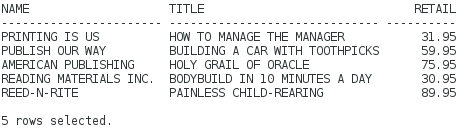 NAME                    TITLE                          RETAIL
----------------------- ------------------------------ ----------
PRINTING IS US          HOW TO MANAGE THE MANAGER           31.95
PUBLISH OUR WAY         BUILDING A CAR WITH TOOTHPICKS      59.95
AMERICAN PUBLISHING     HOLY GRAIL OF ORACLE                75.95
READING MATERIALS INC.  BODYBUILD IN 10 MINUTES A DAY       30.95
REED-N-RITE             PAINLESS CHILD-REARING              89.95

5 rows selected.